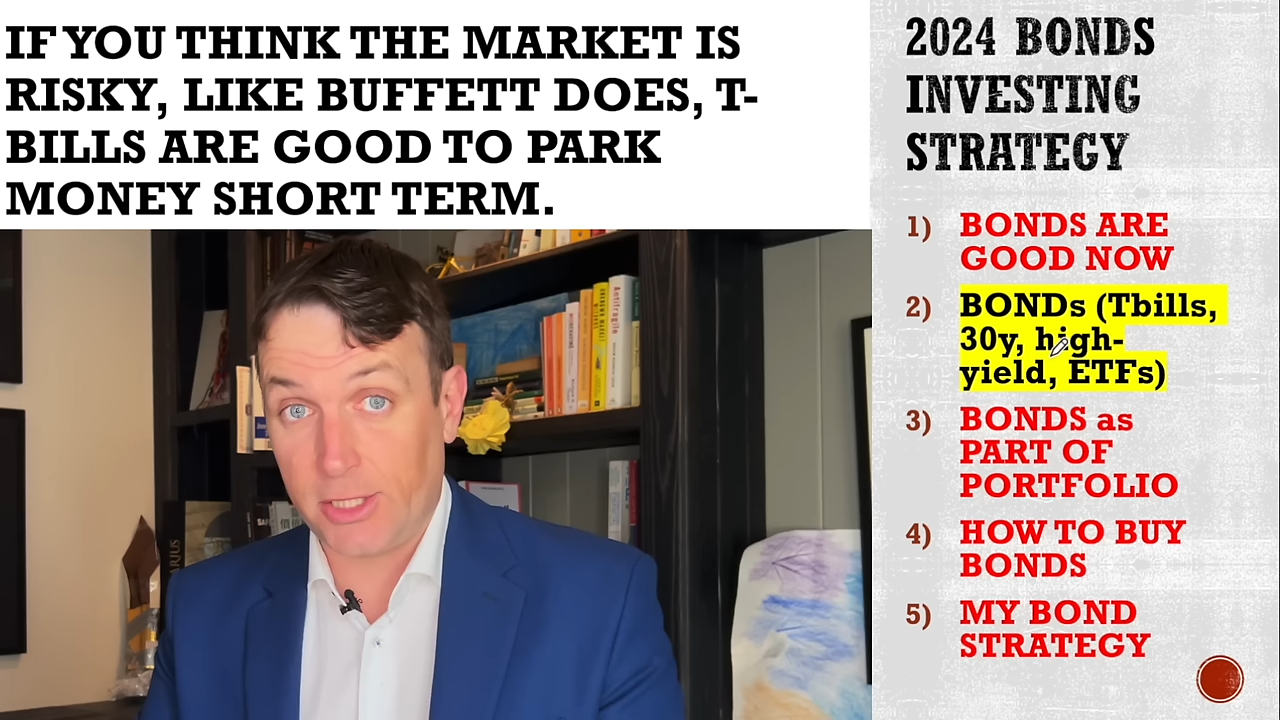 IF YOU THINK THE MARKET IS
RISKY, LIKE BUFFETT DOES, T-
BILLS ARE GOOD TO PARK
MONEY SHORT TERM.
2024 BONDS
INVESTING
STRATEGY
1) BONDS ARE
GOOD NOW
2) BONDs (Tbills,
30y, high-
yield, ETFs)
3) BONDS as
PART OF
PORTFOLIO
4) HOW TO BUY
BONDS
5) MY BOND
STRATEGY
Antifragile